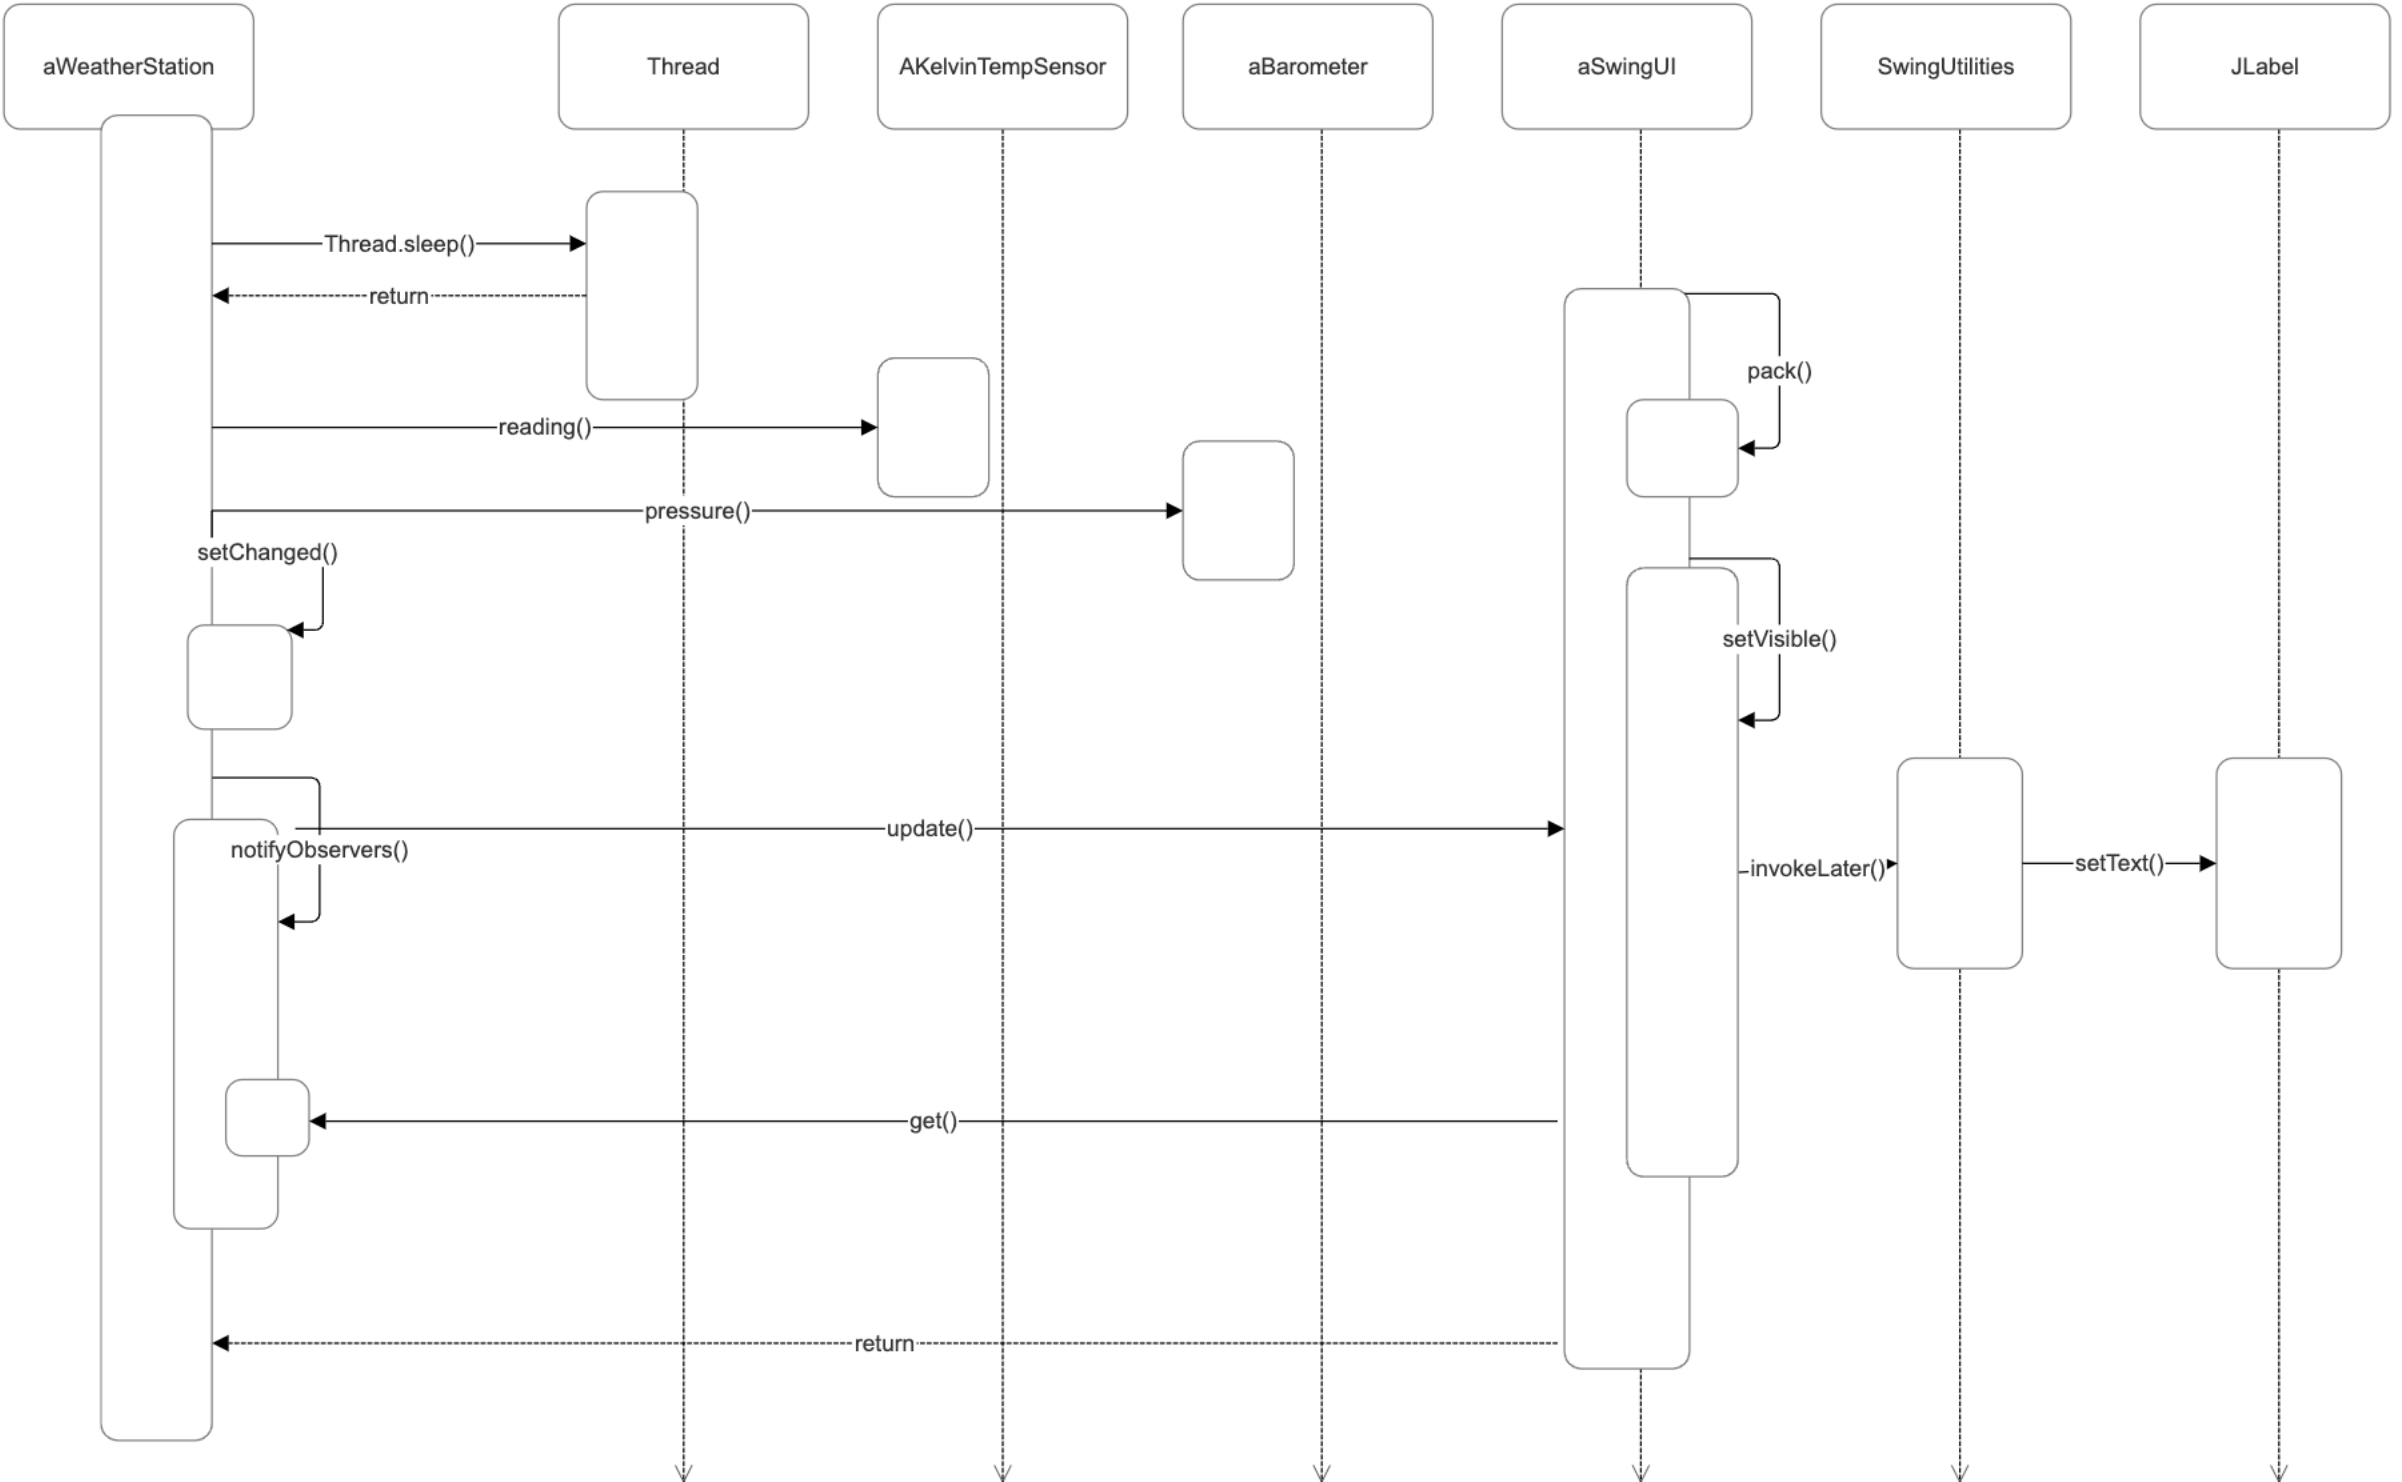 aWeatherStation
Thread
AKelvinTempSensor
aBarometer
aSwingUI
SwingUtilities
JLabel
Thread.sleep()
return
pack()
reading()
pressure()
setChanged()
setVisible()
update()
notifyObservers()
invokeLater()
setText()
get()
return